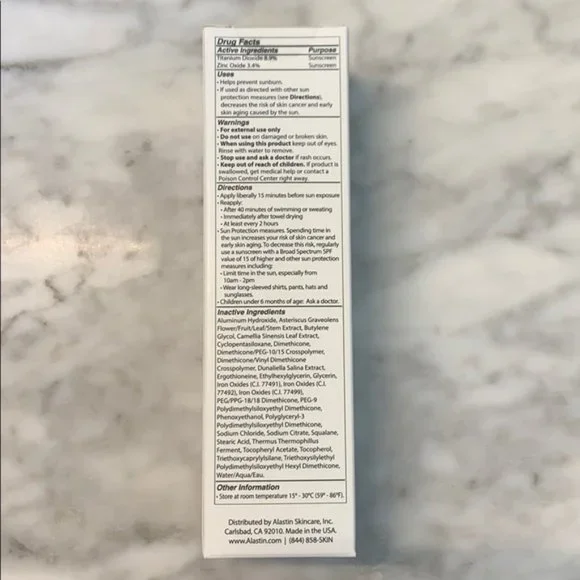 Drug Facts
Active Ingredients Purpose
Titanium Dioxide 8.9% Sunscreen
Zinc Oxide 3.4% Sunscreen
Uses
• Helps prevent sunburn.
• If used as directed with other sun
protection measures (see Directions),
decreases the risk of skin cancer and early
skin aging caused by the sun.
Warnings
• For external use only
• Do not use on damaged or broken skin.
• When using this product keep out of eyes.
Rinse with water to remove.
• Stop use and ask a doctor if rash occurs.
• Keep out of reach of children. If product is
swallowed, get medical help or contact a
Poison Control Center right away.
Directions
• Apply liberally 15 minutes before sun exposure
• Reapply:
• After 40 minutes of swimming or sweating
• Immediately after towel drying
• At least every 2 hours
• Sun Protection measures. Spending time in
the sun increases your risk of skin cancer and
early skin aging. To decrease this risk, regularly
use a sunscreen with a Broad Spectrum SPF
value of 15 of higher and other sun protection
measures including:
• Limit time in the sun, especially from
10am - 2pm
• Wear long-sleeved shirts, pants, hats and
sunglasses.
• Children under 6 months of age: Ask a doctor.
Inactive Ingredients
Aluminum Hydroxide, Asteriscus Graveolens
Flower/Fruit/Leaf/Stem Extract, Butylene
Glycol, Camellia Sinensis Leaf Extract,
Cyclopentasiloxane, Dimethicone,
Dimethicone/PEG-10/15 Crosspolymer,
Dimethicone/Vinyl Dimethicone
Crosspolymer, Dunaliella Salina Extract,
Ergothioneine, Ethylhexylglycerin, Glycerin,
Iron Oxides (C.I. 77491), Iron Oxides (C.I.
77492), Iron Oxides (C.I. 77499),
PEG/PPG-18/18 Dimethicone, PEG-9
Polydimethylsiloxyethyl Dimethicone,
Phenoxyethanol, Polyglyceryl-3
Polydimethylsiloxyethyl Dimethicone,
Sodium Chloride, Sodium Citrate, Squalane,
Stearic Acid, Thermus Thermophillus
Ferment, Tocopheryl Acetate, Tocopherol,
Triethoxycaprylylsilane, Triethoxysilylethyl
Polydimethylsiloxyethyl Hexyl Dimethicone,
Water/Aqua/Eau.
Other Information
• Store at room temperature 15° - 30°C (59° - 86°F).
Distributed by Alastin Skincare, Inc.
Carlsbad, CA 92010. Made in the USA.
www.Alastin.com | (844) 858-SKIN